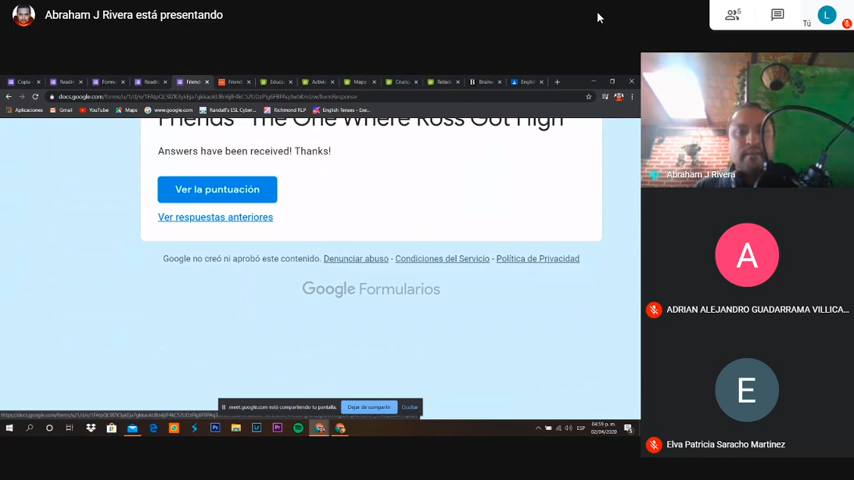 Abraham J Rivera está presentando
6
L
Tú
Aplicaciones
Gmail
YouTube
Maps
www.google.com
Randall's ESL Cyber...
Richmond RLP
English Tenses - Exe...
Friends - The One Where Ross Got High
Answers have been received! Thanks!
Ver la puntuación
Ver respuestas anteriores
Google no creó ni aprobó este contenido. Denunciar abuso - Condiciones del Servicio - Política de Privacidad
Google Formularios
Abraham J Rivera
A
ADRIAN ALEJANDRO GUADARRAMA VILLICA...
E
Elva Patricia Saracho Martinez
meet.google.com está compartiendo tu pantalla.
Dejar de compartir
Ocultar
ESP
04:59 p. m.
02/04/2020